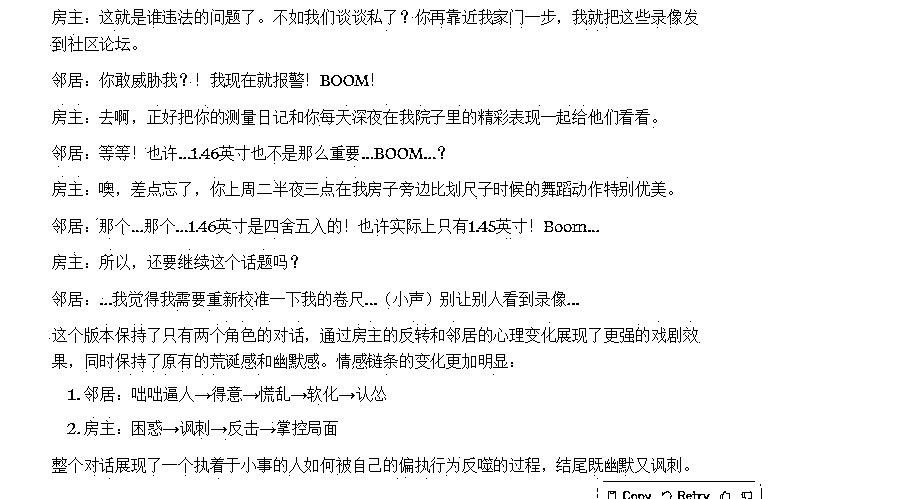 房主：这就是谁违法的问题了。不如我们谈谈私了？你再靠近我家门一步，我就把这些录像发
到社区论坛。
邻居：你敢威胁我？！我现在就报警！BOOM！
房主：去啊，正好把你的测量日记和你每天深夜在我院子里的精彩表现一起给他们看看。
邻居：等等！也许...1.46英寸也不是那么重要...BOOM...？
房主：噢，差点忘了，你上周二半夜三点在我房子旁边比划尺子时候的舞蹈动作特别优美。
邻居：那个...那个...1.46英寸是四舍五入的！也许实际上只有1.45英寸！Boom...
房主：所以，还要继续这个话题吗？
邻居：...我觉得我需要重新校准一下我的卷尺...（小声）别让别人看到录像...
这个版本保持了只有两个角色的对话，通过房主的反转和邻居的心理变化展现了更强的戏剧效
果，同时保持了原有的荒诞感和幽默感。情感链条的变化更加明显：
1. 邻居：咄咄逼人→得意→慌乱→软化→认怂
2. 房主：困惑→讽刺→反击→掌控局面
整个对话展现了一个执着于小事的人如何被自己的偏执行为反噬的过程，结尾既幽默又讽刺。
Copy Retry